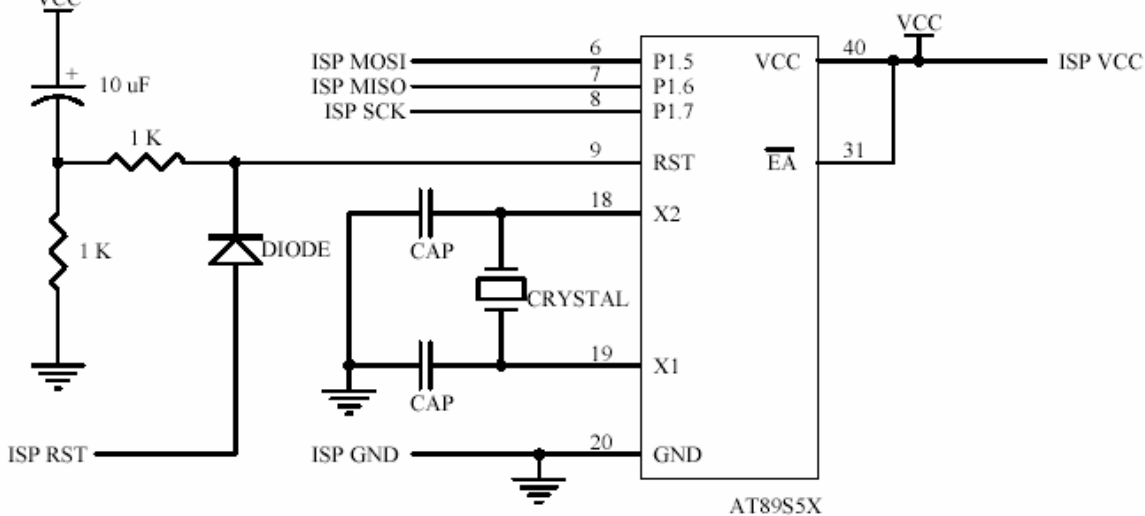 VCC
10 uF
1 K
1 K
DIODE
ISP RST
ISP MOSI
ISP MISO
ISP SCK
6
7
8
9
18
19
20
CAP
CRYSTAL
CAP
ISP GND
P1.5
P1.6
P1.7
RST
X2
X1
GND
VCC
EA
40
31
VCC
ISP VCC
AT89S5X